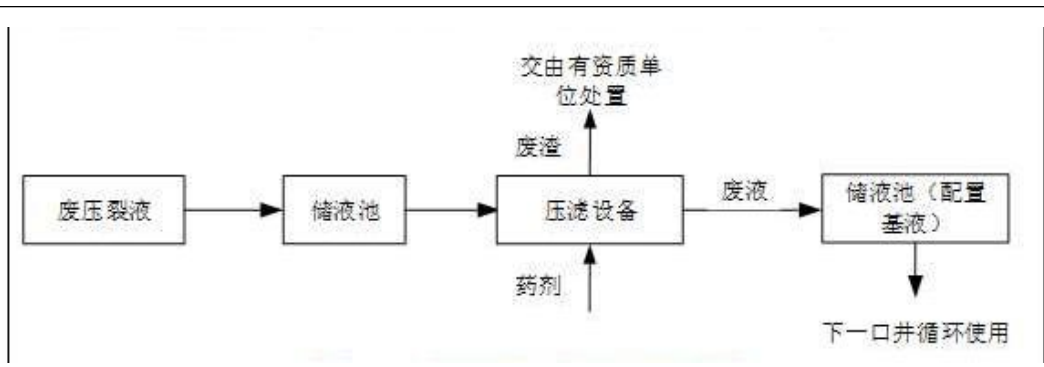 交由有资质单
位处置
废渣
废压裂液
储液池
压滤设备
废液
储液池（配置
基液）
药剂
下一口井循环使用